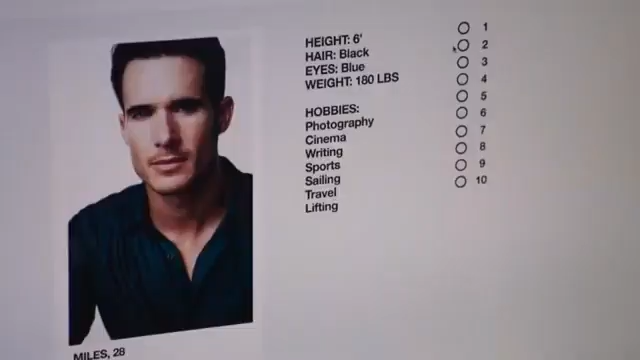 HEIGHT: 6'
HAIR: Black
EYES: Blue
WEIGHT: 180 LBS
HOBBIES:
Photography
Cinema
Writing
Sports
Sailing
Travel
Lifting
1
2
3
4
5
6
7
8
9
10
MILES, 28